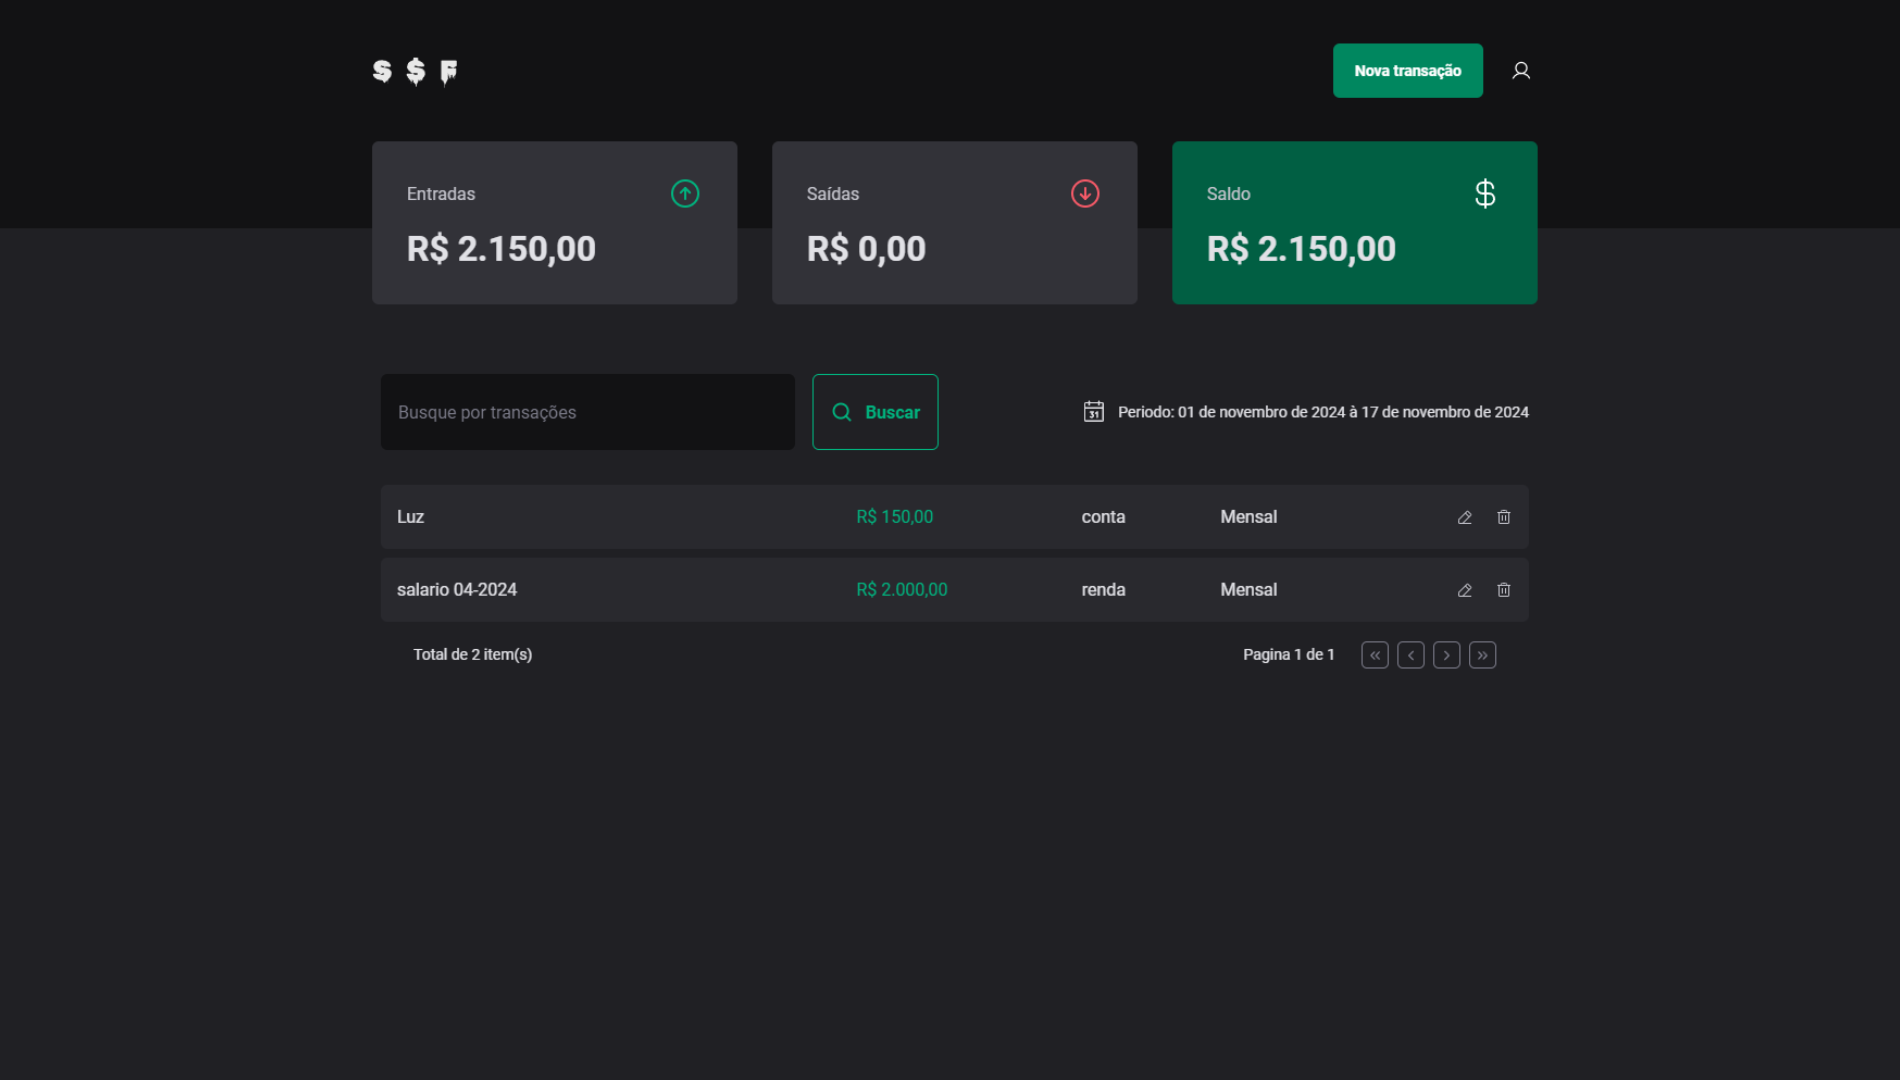 S $ F
Nova transação
Entradas
R$ 2.150,00
Saídas
R$ 0,00
Saldo
$
R$ 2.150,00
Busque por transações
Buscar
31
Periodo: 01 de novembro de 2024 à 17 de novembro de 2024
Luz R$ 150,00 conta Mensal
salario 04-2024 R$ 2.000,00 renda Mensal
Total de 2 item(s)
Pagina 1 de 1